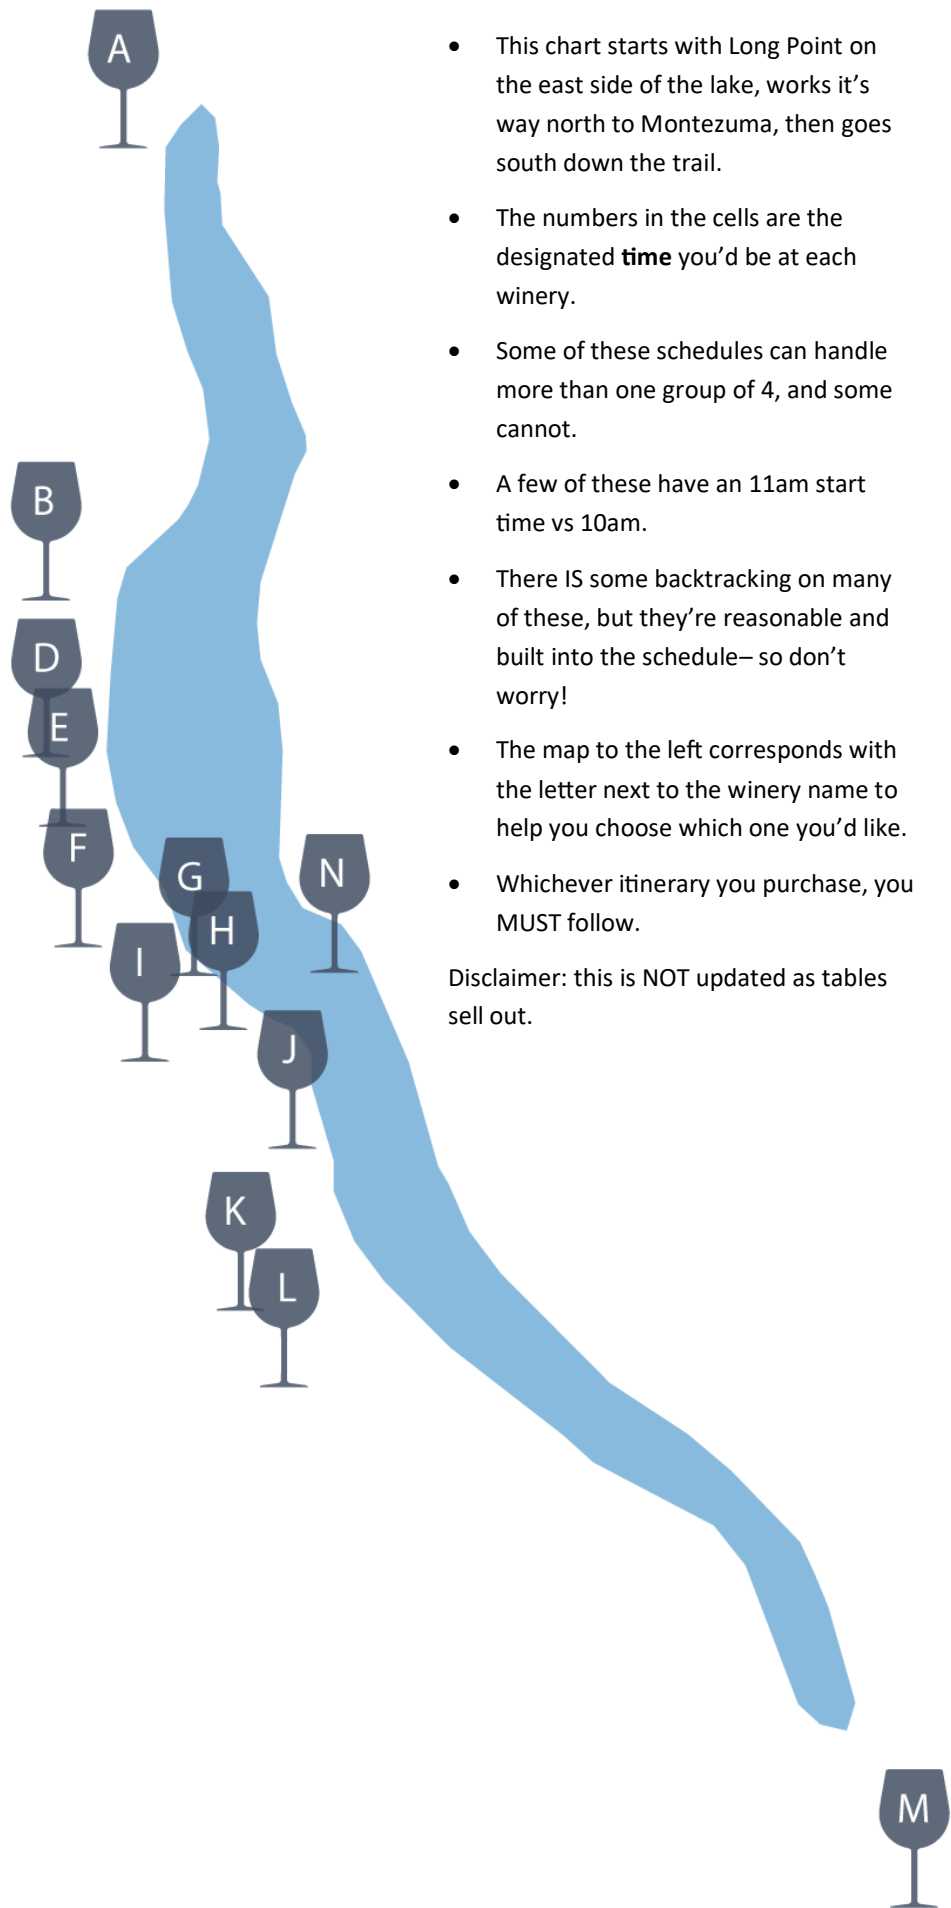 A
B
D
E
F
G
H
N
I
J
K
L
M
• This chart starts with Long Point on
the east side of the lake, works it’s
way north to Montezuma, then goes
south down the trail.
• The numbers in the cells are the
designated time you’d be at each
winery.
• Some of these schedules can handle
more than one group of 4, and some
cannot.
• A few of these have an 11am start
time vs 10am.
• There IS some backtracking on many
of these, but they’re reasonable and
built into the schedule– so don’t
worry!
• The map to the left corresponds with
the letter next to the winery name to
help you choose which one you’d like.
• Whichever itinerary you purchase, you
MUST follow.
Disclaimer: this is NOT updated as tables
sell out.